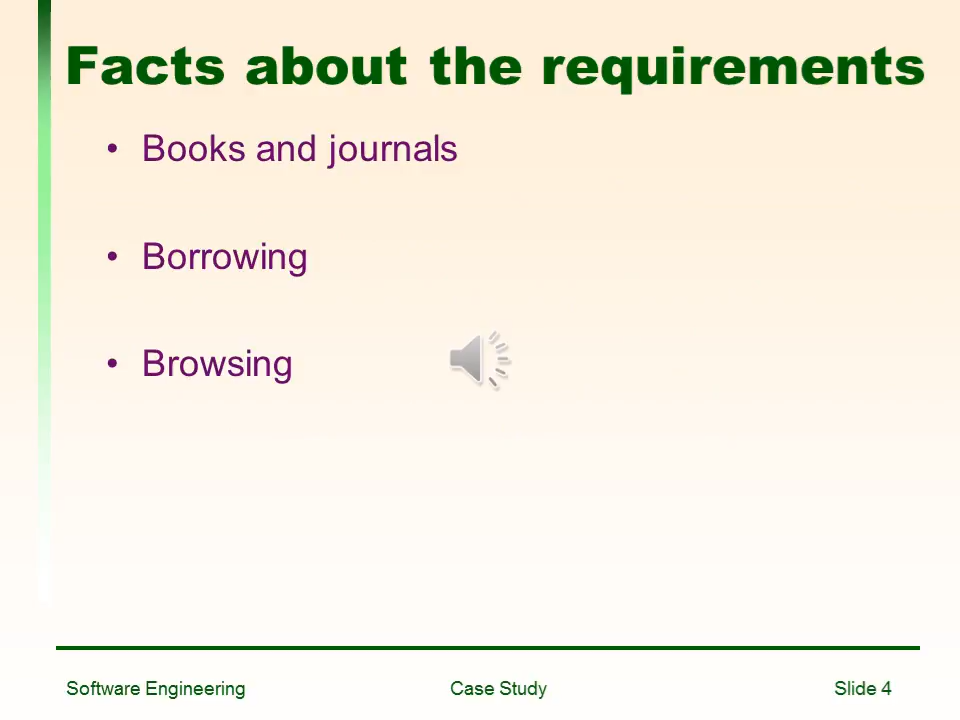 Facts about the requirements
• Books and journals
• Borrowing
• Browsing
Software Engineering Case Study Slide 4